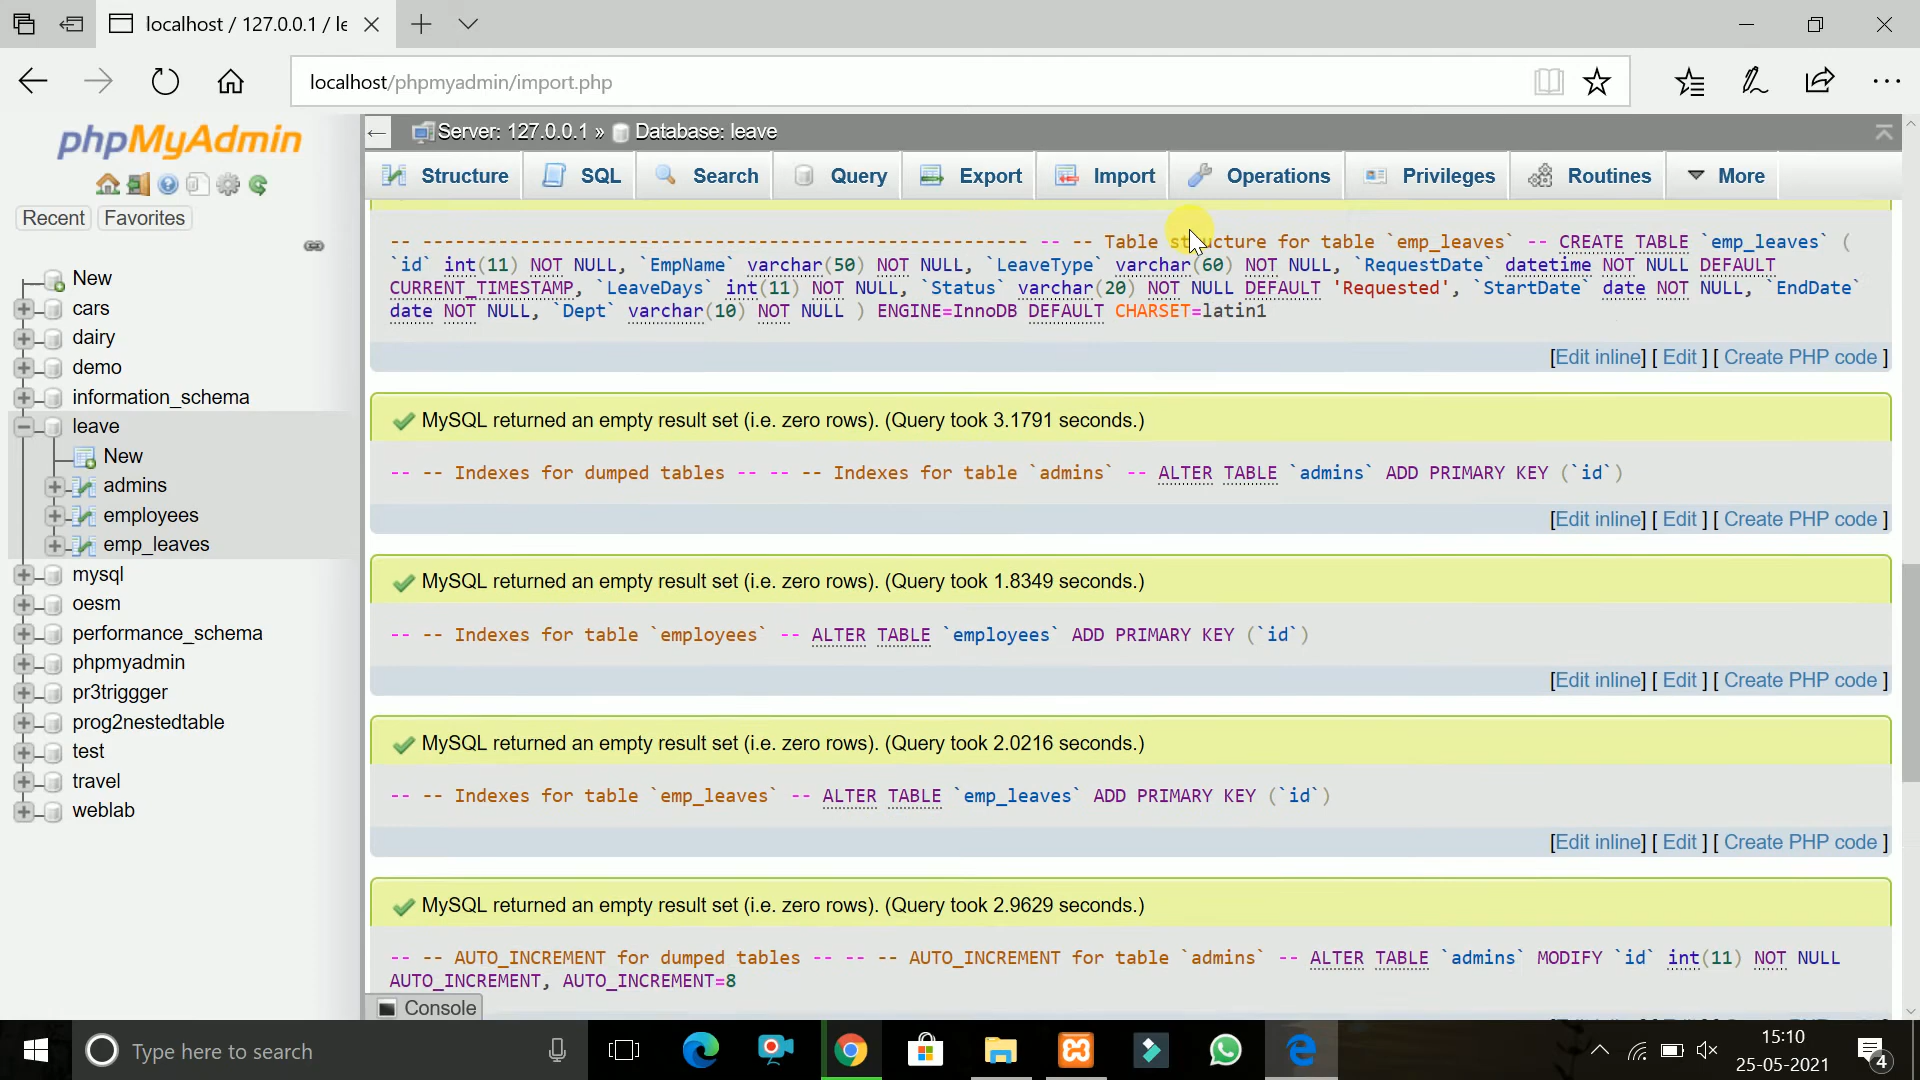 localhost / 127.0.0.1 / le
localhost/phpmyadmin/import.php
phpMyAdmin
Recent Favorites
New
cars
dairy
demo
information_schema
leave
New
admins
employees
emp_leaves
mysql
oesm
performance_schema
phpmyadmin
pr3triggger
prog2nestedtable
test
travel
weblab
Server: 127.0.0.1 » Database: leave
Structure SQL Search Query Export Import Operations Privileges Routines More
-- -------------------------------------------------------- -- -- Table structure for table `emp_leaves` -- CREATE TABLE `emp_leaves` (
`id` int(11) NOT NULL, `EmpName` varchar(50) NOT NULL, `LeaveType` varchar(60) NOT NULL, `RequestDate` datetime NOT NULL DEFAULT
CURRENT_TIMESTAMP, `LeaveDays` int(11) NOT NULL, `Status` varchar(20) NOT NULL DEFAULT 'Requested', `StartDate` date NOT NULL, `EndDate`
date NOT NULL, `Dept` varchar(10) NOT NULL ) ENGINE=InnoDB DEFAULT CHARSET=latin1
[Edit inline] [ Edit ] [ Create PHP code ]
MySQL returned an empty result set (i.e. zero rows). (Query took 3.1791 seconds.)
-- -- Indexes for dumped tables -- -- -- Indexes for table `admins` -- ALTER TABLE `admins` ADD PRIMARY KEY (`id`)
[Edit inline] [ Edit ] [ Create PHP code ]
MySQL returned an empty result set (i.e. zero rows). (Query took 1.8349 seconds.)
-- -- Indexes for table `employees` -- ALTER TABLE `employees` ADD PRIMARY KEY (`id`)
[Edit inline] [ Edit ] [ Create PHP code ]
MySQL returned an empty result set (i.e. zero rows). (Query took 2.0216 seconds.)
-- -- Indexes for table `emp_leaves` -- ALTER TABLE `emp_leaves` ADD PRIMARY KEY (`id`)
[Edit inline] [ Edit ] [ Create PHP code ]
MySQL returned an empty result set (i.e. zero rows). (Query took 2.9629 seconds.)
-- -- AUTO_INCREMENT for dumped tables -- -- -- AUTO_INCREMENT for table `admins` -- ALTER TABLE `admins` MODIFY `id` int(11) NOT NULL
AUTO_INCREMENT, AUTO_INCREMENT=8
Console
Type here to search
15:10
25-05-2021
4